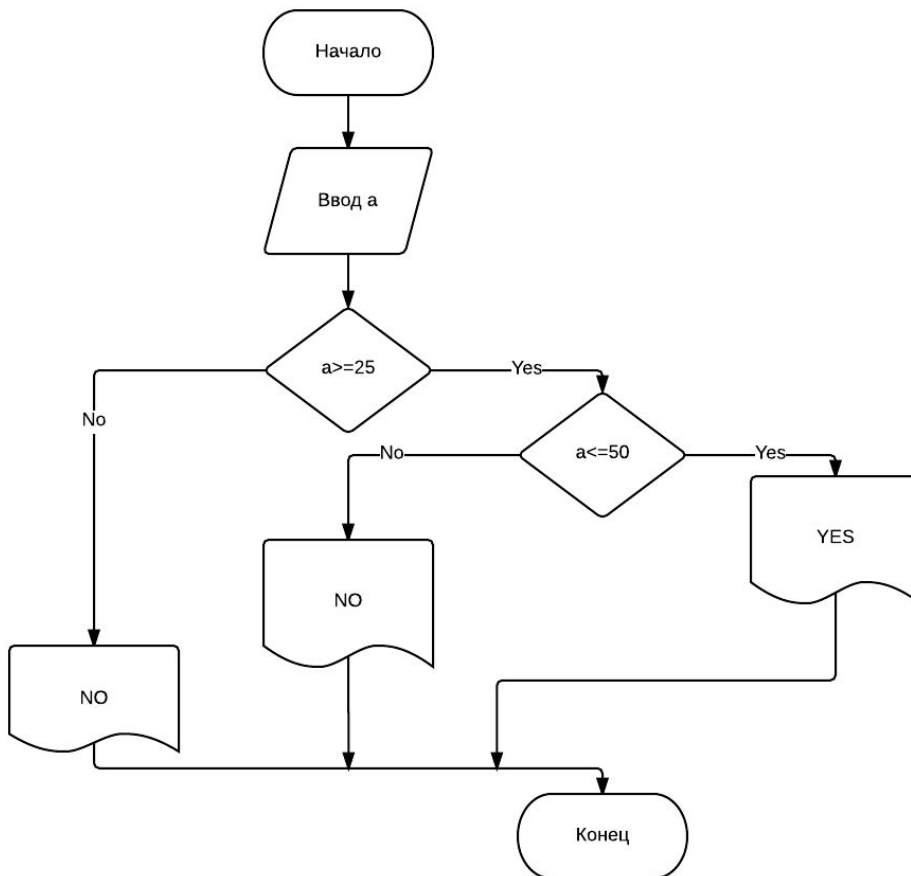 Начало
Ввод а
a>=25
Yes
No
a<=50
No
Yes
YES
NO
NO
Конец